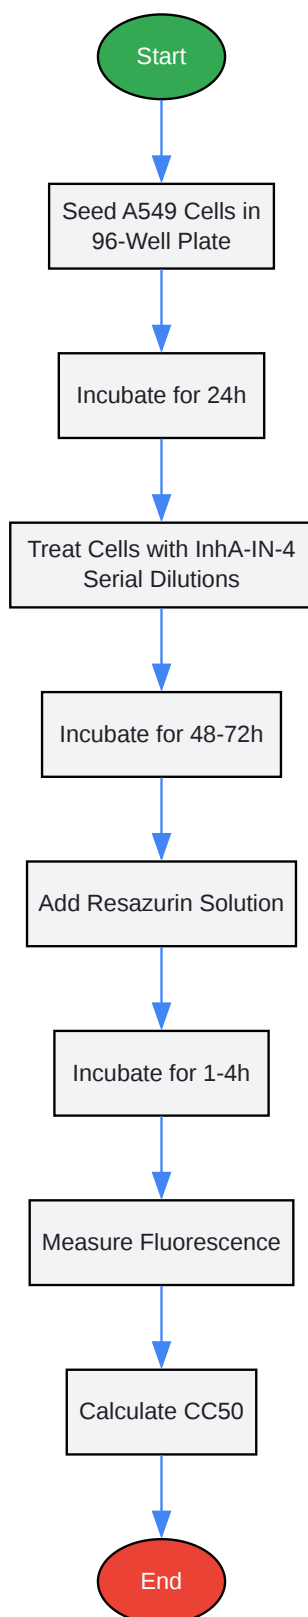 Start
Seed A549 Cells in
96-Well Plate
Incubate for 24h
Treat Cells with InhA-IN-4
Serial Dilutions
Incubate for 48-72h
Add Resazurin Solution
Incubate for 1-4h
Measure Fluorescence
Calculate CC50
End